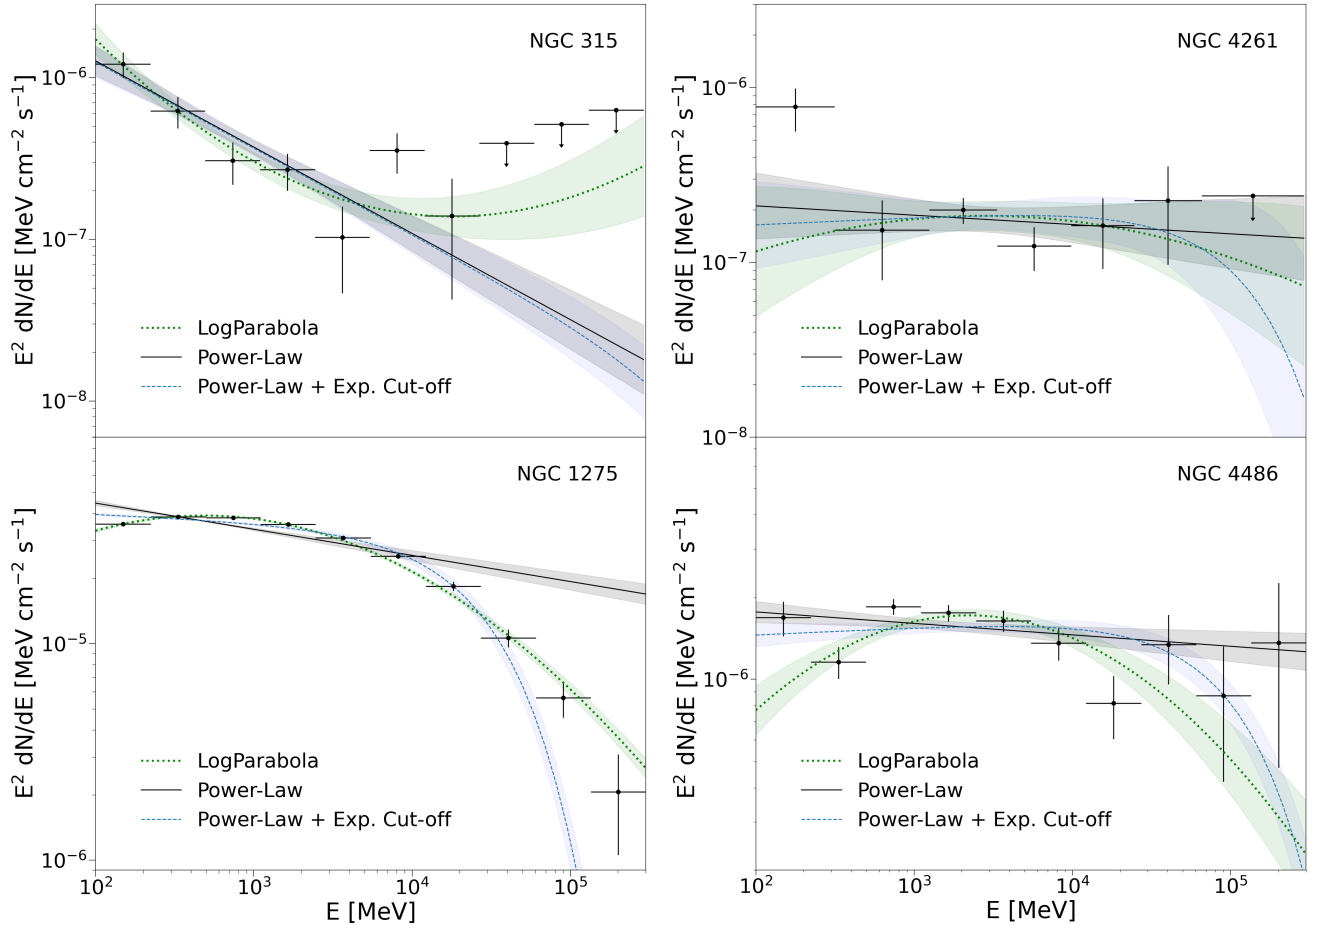 NGC 315
E² dN/dE [MeV cm⁻² s⁻¹]
10⁻⁶
10⁻⁷
10⁻⁸
LogParabola
Power-Law
Power-Law + Exp. Cut-off
NGC 4261
E² dN/dE [MeV cm⁻² s⁻¹]
10⁻⁶
10⁻⁷
10⁻⁸
LogParabola
Power-Law
Power-Law + Exp. Cut-off
NGC 1275
E² dN/dE [MeV cm⁻² s⁻¹]
10⁻⁵
10⁻⁶
LogParabola
Power-Law
Power-Law + Exp. Cut-off
10² 10³ 10⁴ 10⁵
E [MeV]
NGC 4486
E² dN/dE [MeV cm⁻² s⁻¹]
10⁻⁶
LogParabola
Power-Law
Power-Law + Exp. Cut-off
10² 10³ 10⁴ 10⁵
E [MeV]